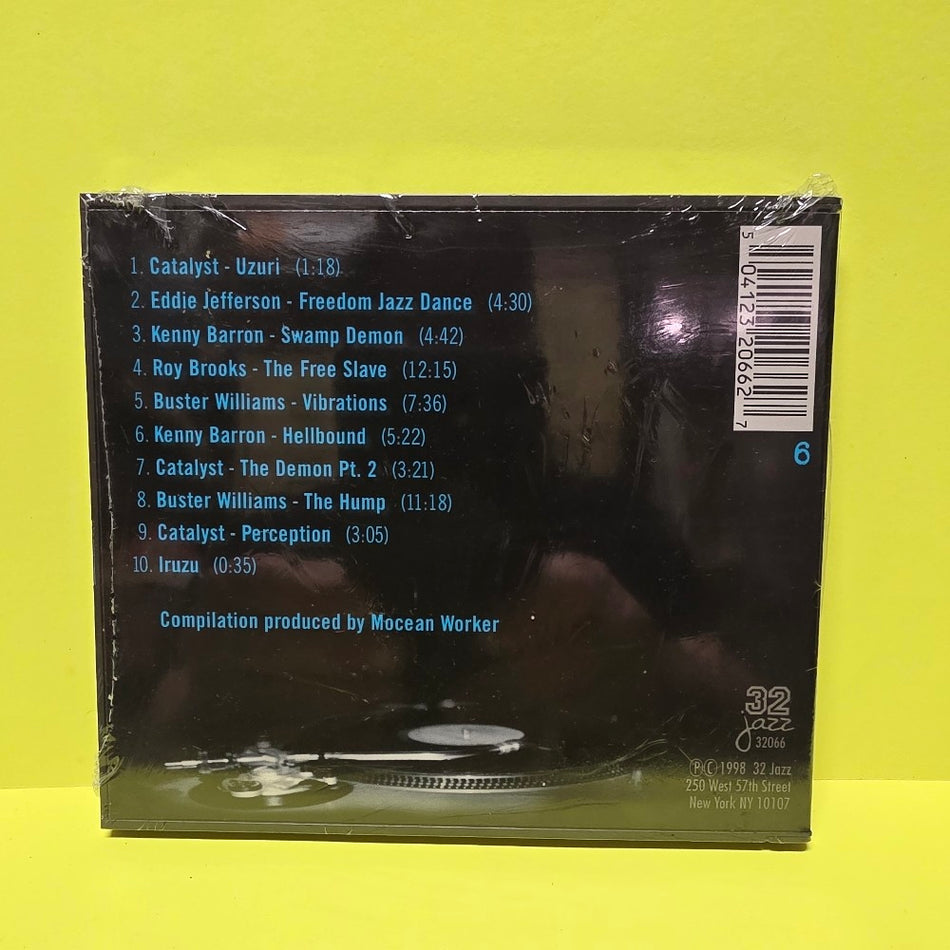 1. Catalyst - Uzuri (1:18)
2. Eddie Jefferson - Freedom Jazz Dance (4:30)
3. Kenny Barron - Swamp Demon (4:42)
4. Roy Brooks - The Free Slave (12:15)
5. Buster Williams - Vibrations (7:36)
6. Kenny Barron - Hellbound (5:22)
7. Catalyst - The Demon Pt. 2 (3:21)
8. Buster Williams - The Hump (11:18)
9. Catalyst - Perception (3:05)
10. Iruzu (0:35)
Compilation produced by Mocean Worker
5 04123 20662 7
6
32
jazz
32066
ⓅⒸ1998 32 Jazz
250 West 57th Street
New York NY 10107